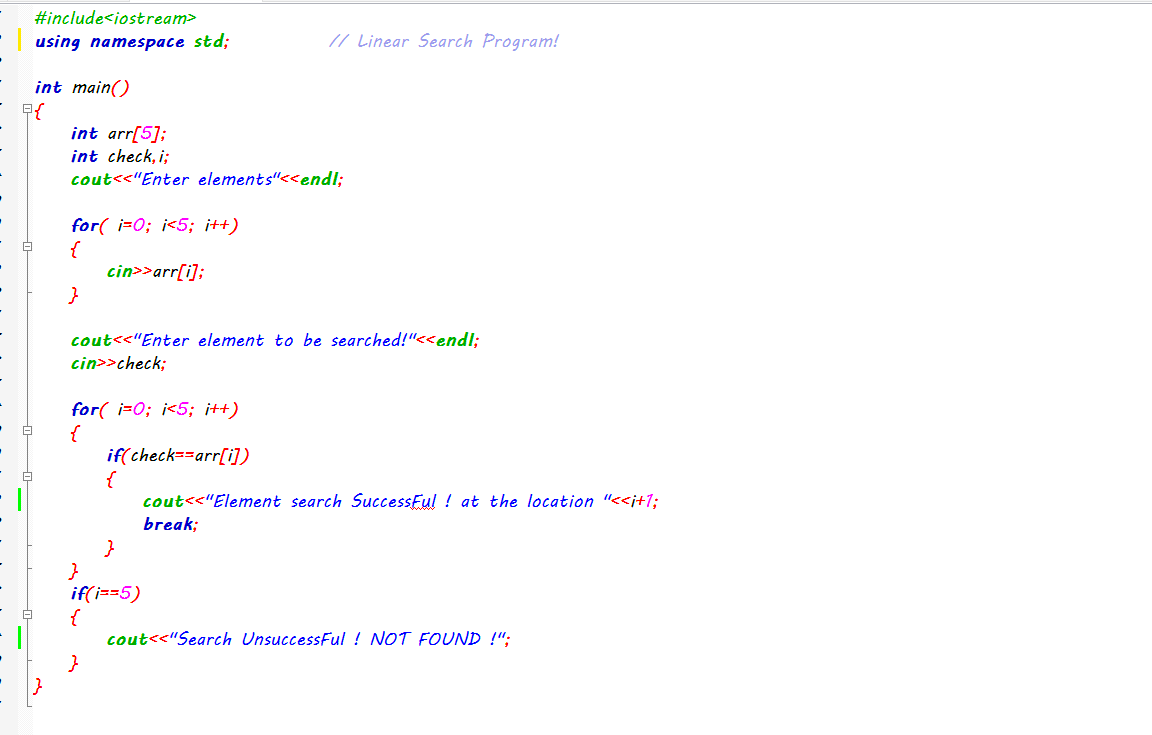 #include<iostream>
using namespace std;          // Linear Search Program!
int main()
{
    int arr[5];
    int check,i;
    cout<<"Enter elements"<<endl;
    for( i=0; i<5; i++)
    {
        cin>>arr[i];
    }
    cout<<"Enter element to be searched!"<<endl;
    cin>>check;
    for( i=0; i<5; i++)
    {
        if(check==arr[i])
        {
            cout<<"Element search SuccessFul ! at the location "<<i+1;
            break;
        }
    }
    if(i==5)
    {
        cout<<"Search UnsuccessFul ! NOT FOUND !";
    }
}